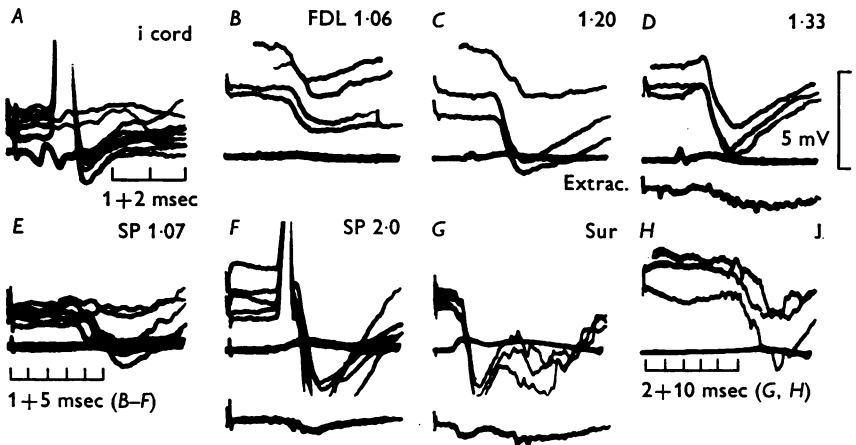 A i cord
B FDL 1·06
C 1·20
D 1·33
5 mV
1+2 msec
Extrac.
E SP 1·07
F SP 2·0
G Sur
H J.
1+5 msec (B–F)
2+10 msec (G, H)